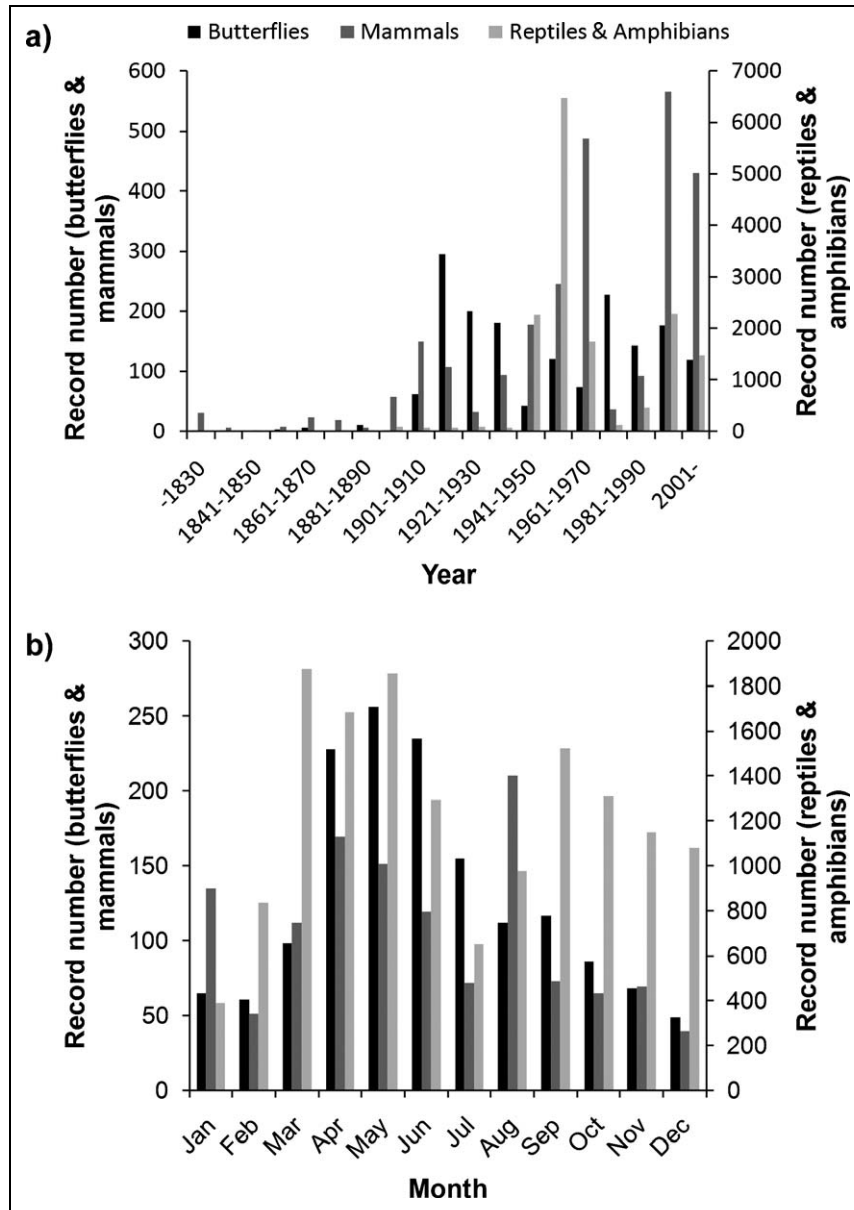 a)
Butterflies Mammals Reptiles & Amphibians
Record number (butterflies &
mammals)
600
500
400
300
200
100
0
7000
6000
5000
4000
3000
2000
1000
0
Record number (reptiles &
amphibians)
-1830
1841-1850
1861-1870
1881-1890
1901-1910
1921-1930
1941-1950
1961-1970
1981-1990
2001-
Year
b)
Record number (butterflies &
mammals)
300
250
200
150
100
50
0
2000
1800
1600
1400
1200
1000
800
600
400
200
0
Record number (reptiles &
amphibians)
Jan
Feb
Mar
Apr
May
Jun
Jul
Aug
Sep
Oct
Nov
Dec
Month